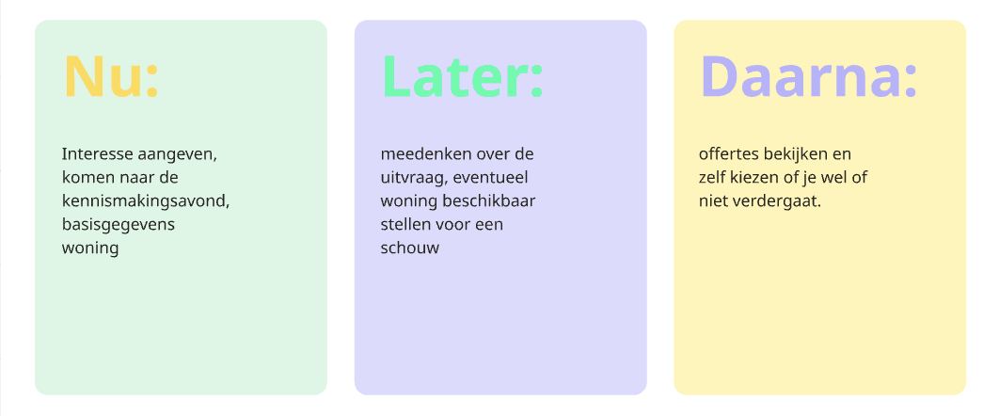 Nu:
Interesse aangeven,
komen naar de
kennismakingsavond,
basisgegevens
woning
Later:
meedenken over de
uitvraag, eventueel
woning beschikbaar
stellen voor een
schouw
Daarna:
offertes bekijken en
zelf kiezen of je wel of
niet verdergaat.